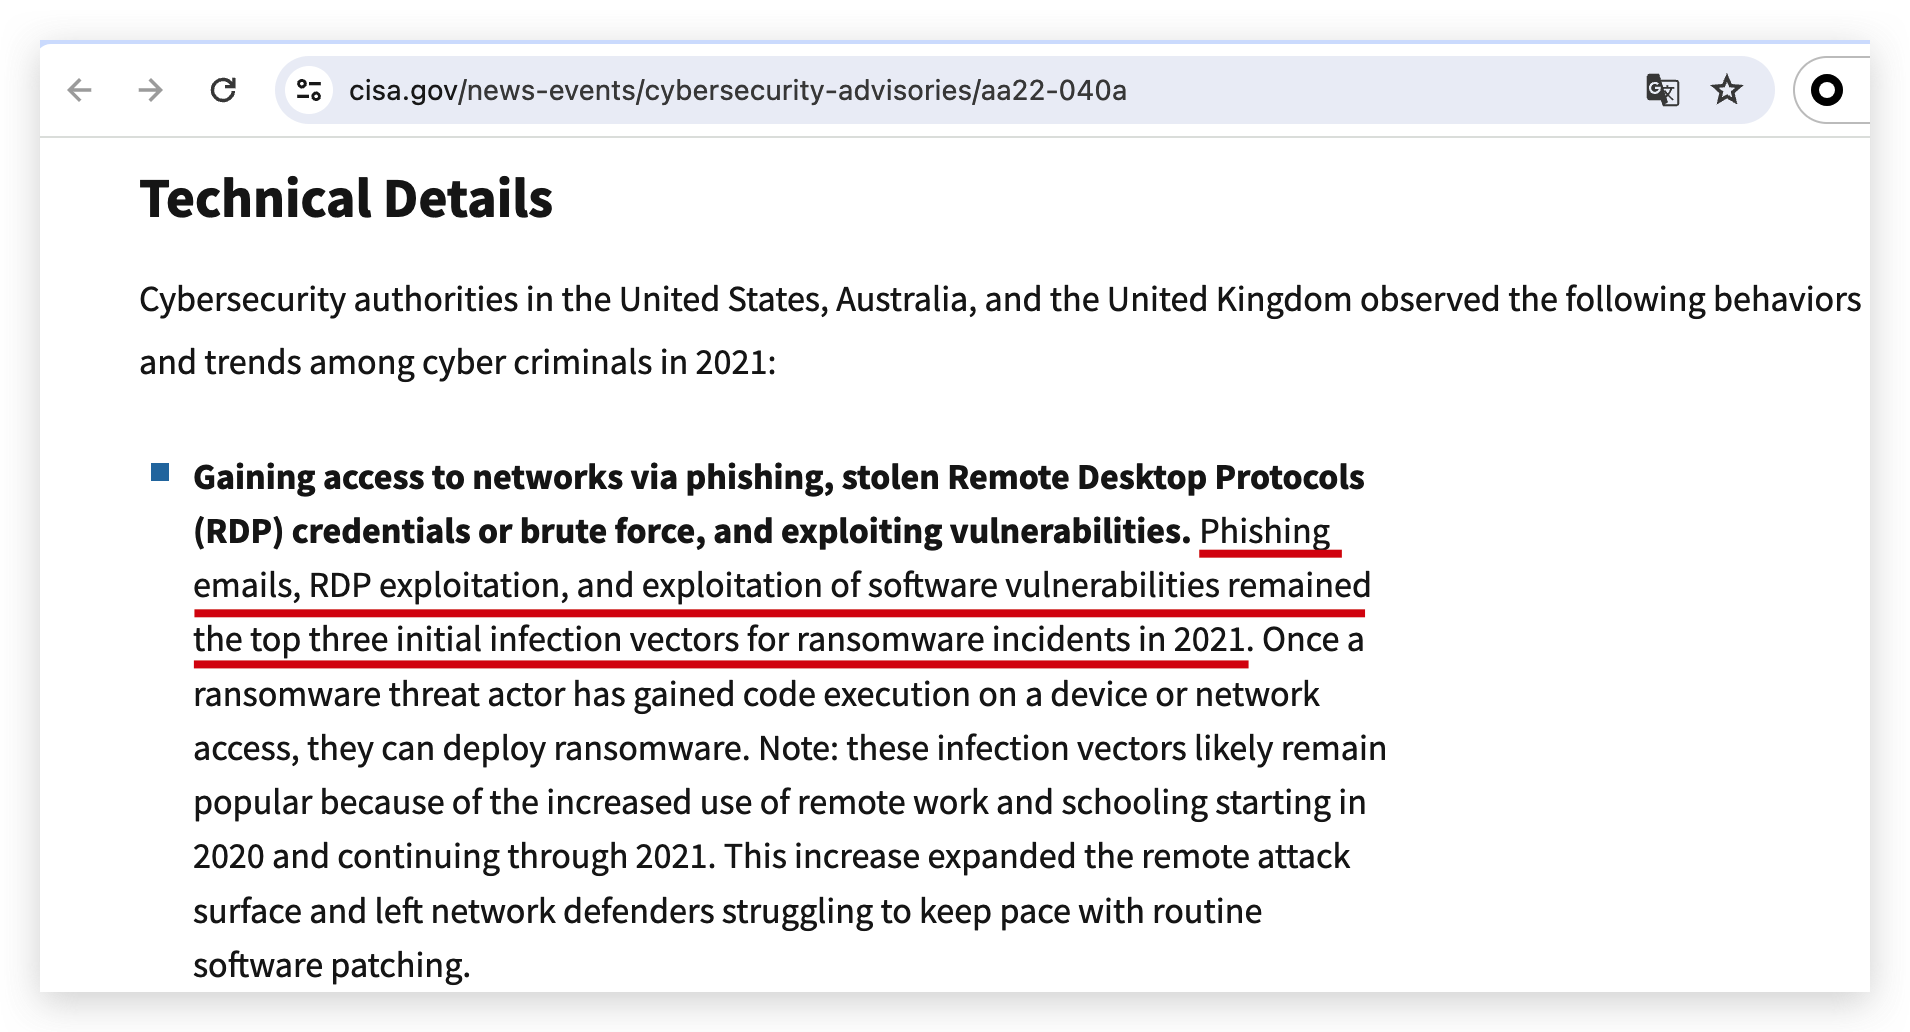 cisa.gov/news-events/cybersecurity-advisories/aa22-040a
Technical Details
Cybersecurity authorities in the United States, Australia, and the United Kingdom observed the following behaviors
and trends among cyber criminals in 2021:
Gaining access to networks via phishing, stolen Remote Desktop Protocols
(RDP) credentials or brute force, and exploiting vulnerabilities. Phishing
emails, RDP exploitation, and exploitation of software vulnerabilities remained
the top three initial infection vectors for ransomware incidents in 2021. Once a
ransomware threat actor has gained code execution on a device or network
access, they can deploy ransomware. Note: these infection vectors likely remain
popular because of the increased use of remote work and schooling starting in
2020 and continuing through 2021. This increase expanded the remote attack
surface and left network defenders struggling to keep pace with routine
software patching.